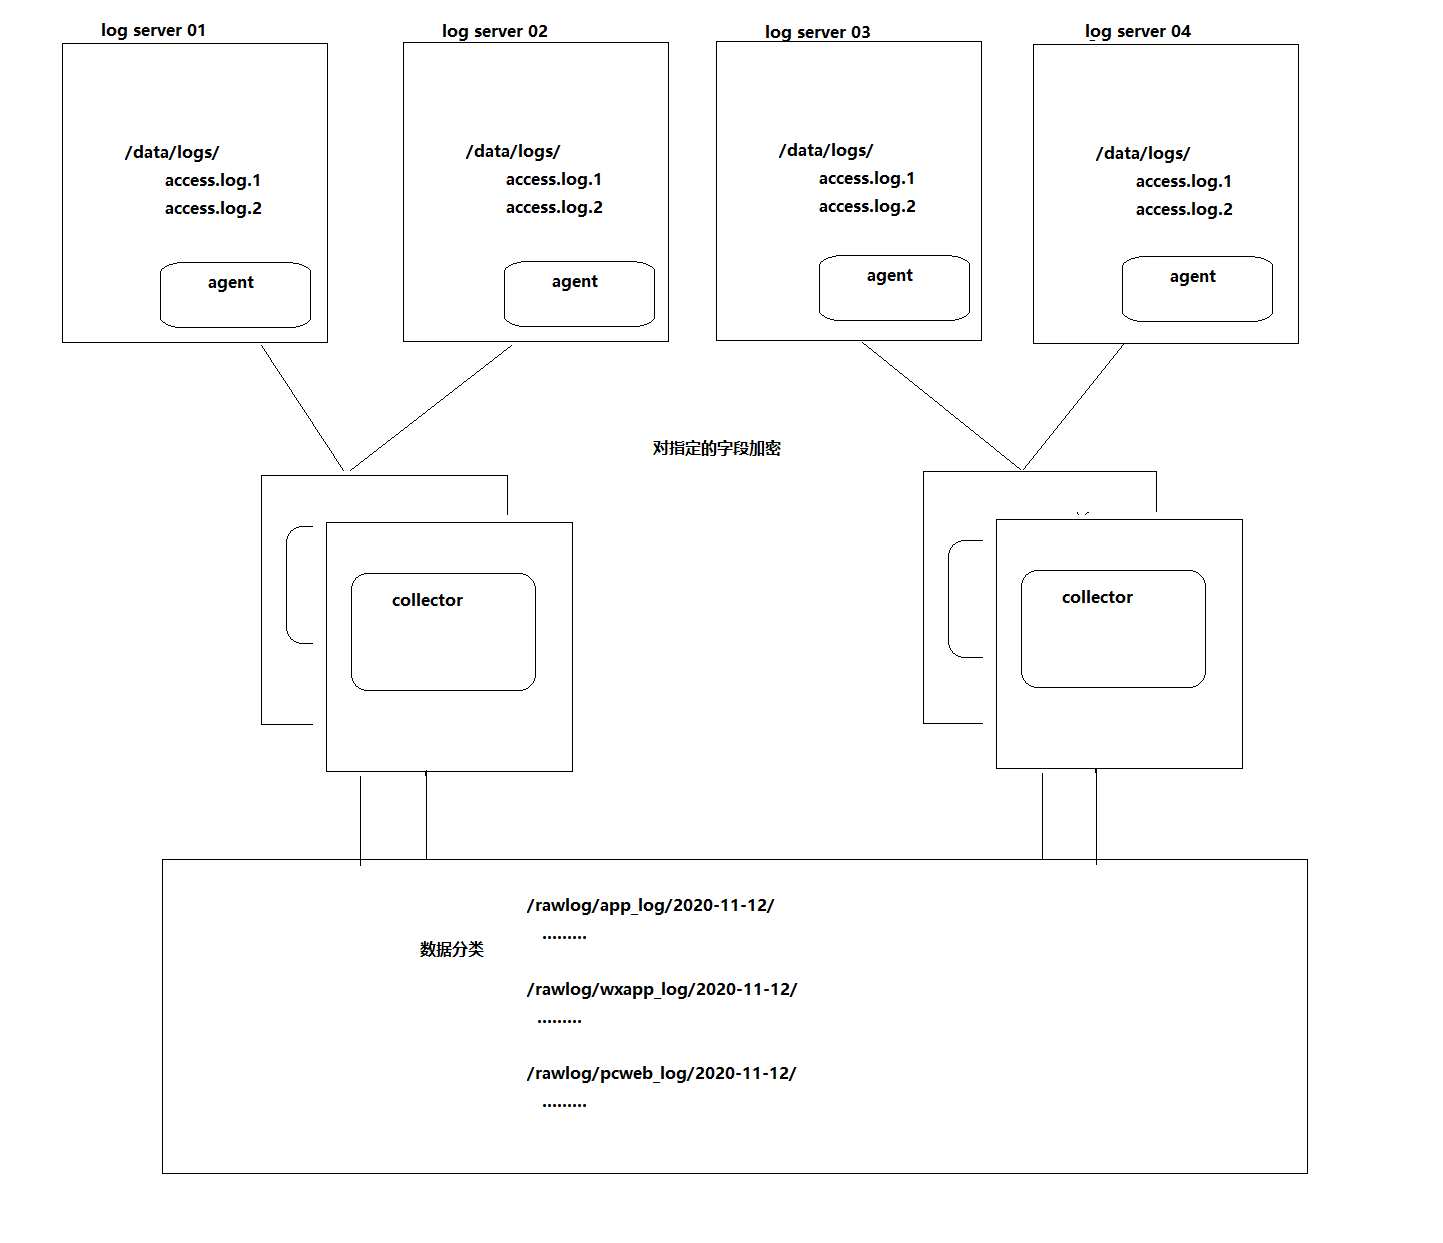 log server 01
log server 02
log server 03
log server 04
/data/logs/
access.log.1
access.log.2
agent
/data/logs/
access.log.1
access.log.2
agent
/data/logs/
access.log.1
access.log.2
agent
/data/logs/
access.log.1
access.log.2
agent
对指定的字段加密
collector
collector
数据分类
/rawlog/app_log/2020-11-12/
.........
/rawlog/wxapp_log/2020-11-12/
.........
/rawlog/pcweb_log/2020-11-12/
.........